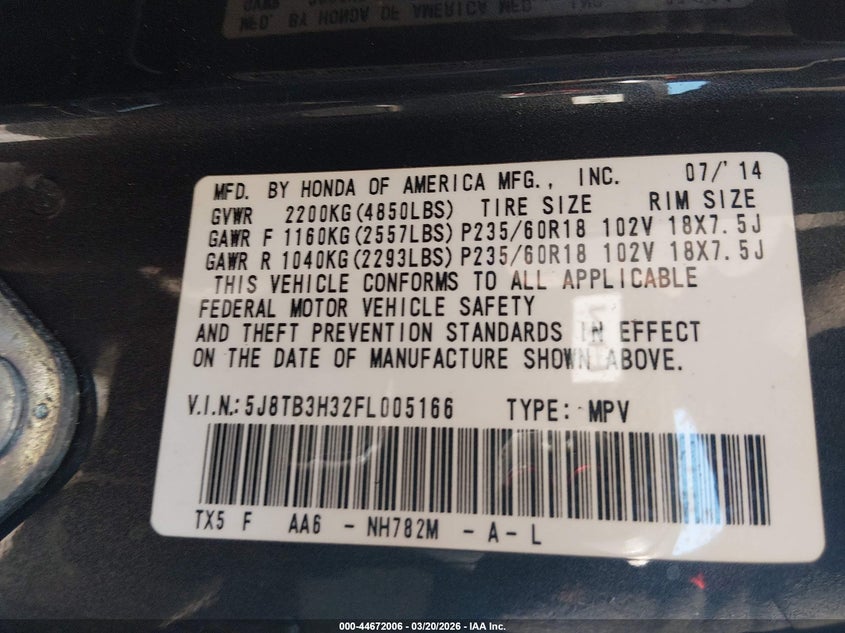 MFD. BY HONDA OF AMERICA MFG., INC. 07/'14
GVWR 2200KG(4850LBS) TIRE SIZE RIM SIZE
GAWR F 1160KG(2557LBS) P235/60R18 102V 18X7.5J
GAWR R 1040KG(2293LBS) P235/60R18 102V 18X7.5J
THIS VEHICLE CONFORMS TO ALL APPLICABLE
FEDERAL MOTOR VEHICLE SAFETY
AND THEFT PREVENTION STANDARDS IN EFFECT
ON THE DATE OF MANUFACTURE SHOWN ABOVE.
V.I.N.: 5J8TB3H32FL005166 TYPE: MPV
TX5 F AA6 - NH782M - A - L
000-44672006 - 03/20/2026 - IAA Inc.